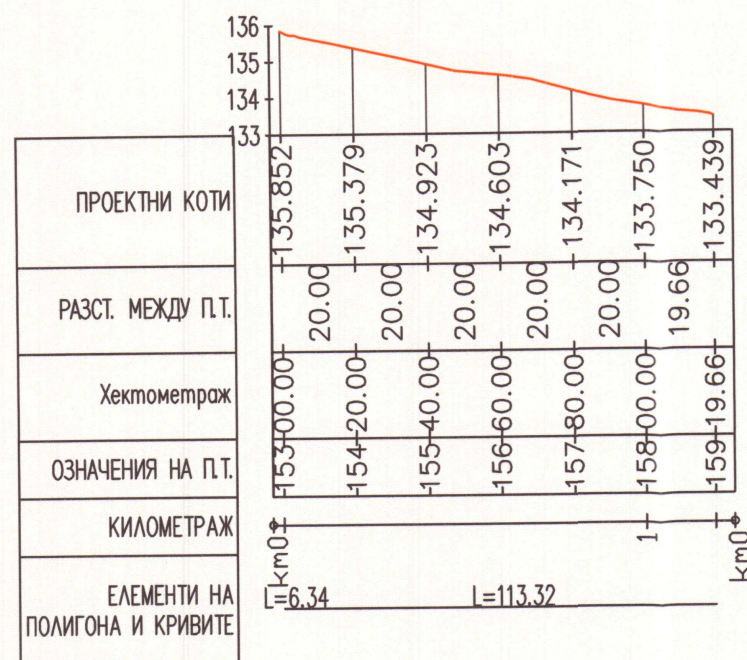 136
135
134
133
ПРОЕКТНИ КОТИ
135.852 135.379 134.923 134.603 134.171 133.750 133.439
РАЗСТ. МЕЖДУ П.Т.
20.00 20.00 20.00 20.00 20.00 19.66
Хектометраж
00.00 20.00 40.00 60.00 80.00 00.00 19.66
ОЗНАЧЕНИЯ НА П.Т.
153 154 155 156 157 158 159
КИЛОМЕТРАЖ
km0 1 km0
ЕЛЕМЕНТИ НА
ПОЛИГОНА И КРИВИТЕ
L=6.34 L=113.32